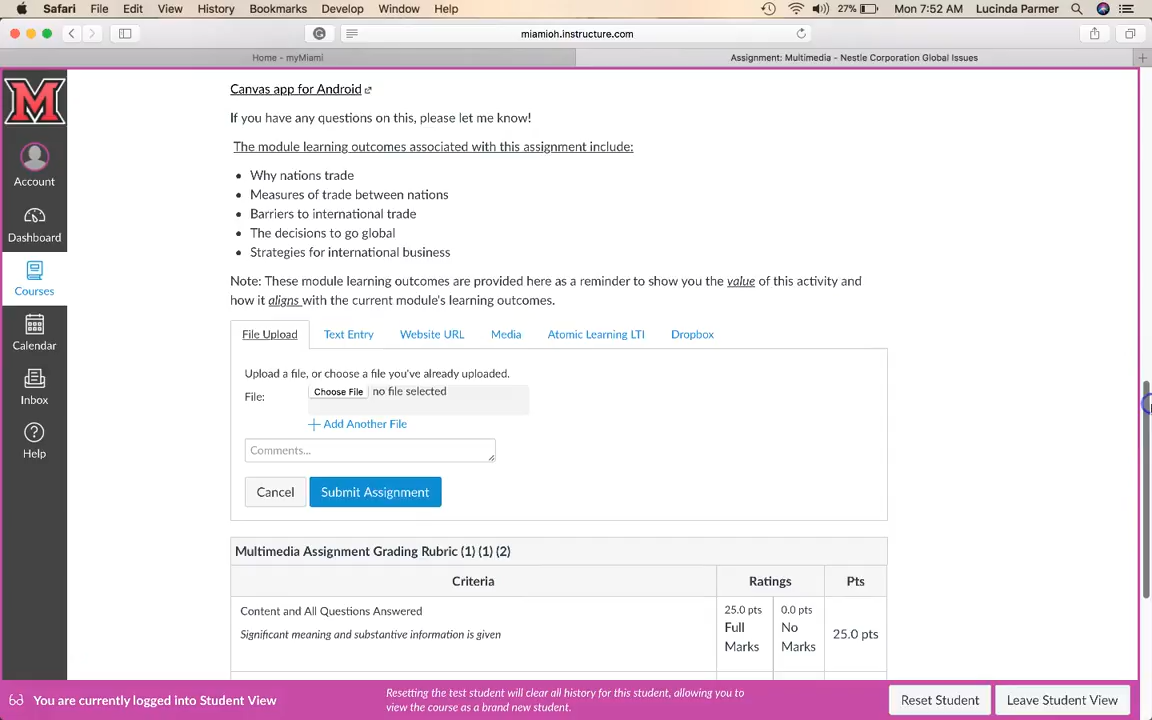 Safari File Edit View History Bookmarks Develop Window Help 27% Mon 7:52 AM Lucinda Parmer
miamioh.instructure.com
Home - myMiami Assignment: Multimedia - Nestle Corporation Global Issues
M
Account
Dashboard
Courses
Calendar
Inbox
Help
Canvas app for Android
If you have any questions on this, please let me know!
The module learning outcomes associated with this assignment include:
Why nations trade
Measures of trade between nations
Barriers to international trade
The decisions to go global
Strategies for international business
Note: These module learning outcomes are provided here as a reminder to show you the value of this activity and
how it aligns with the current module's learning outcomes.
File Upload Text Entry Website URL Media Atomic Learning LTI Dropbox
Upload a file, or choose a file you've already uploaded.
File: Choose File no file selected
Add Another File
Comments...
Cancel Submit Assignment
Multimedia Assignment Grading Rubric (1) (1) (2)
Criteria Ratings Pts
Content and All Questions Answered
Significant meaning and substantive information is given
25.0 pts
Full
Marks
0.0 pts
No
Marks
25.0 pts
You are currently logged into Student View
Resetting the test student will clear all history for this student, allowing you to
view the course as a brand new student.
Reset Student Leave Student View